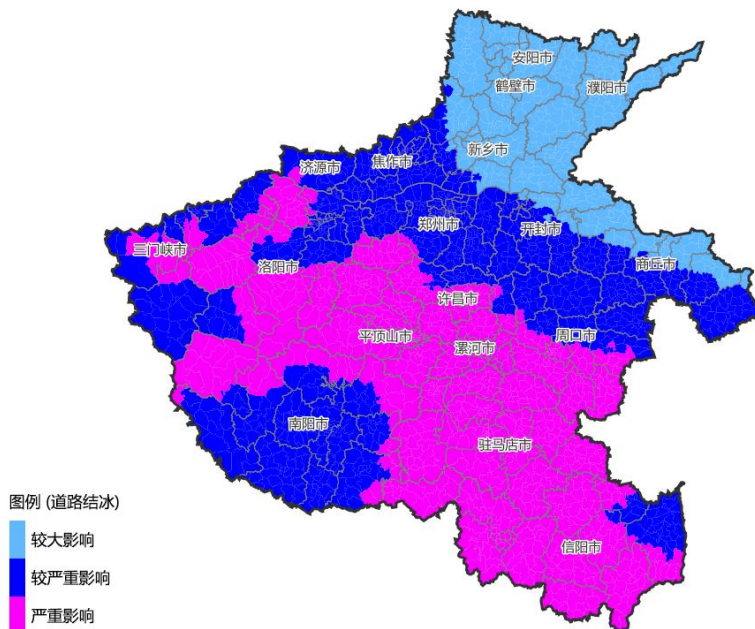 安阳市
鹤壁市
濮阳市
新乡市
焦作市
济源市
郑州市
开封市
三门峡市
洛阳市
商丘市
许昌市
平顶山市
漯河市
周口市
南阳市
驻马店市
信阳市
图例 (道路结冰)
较大影响
较严重影响
严重影响